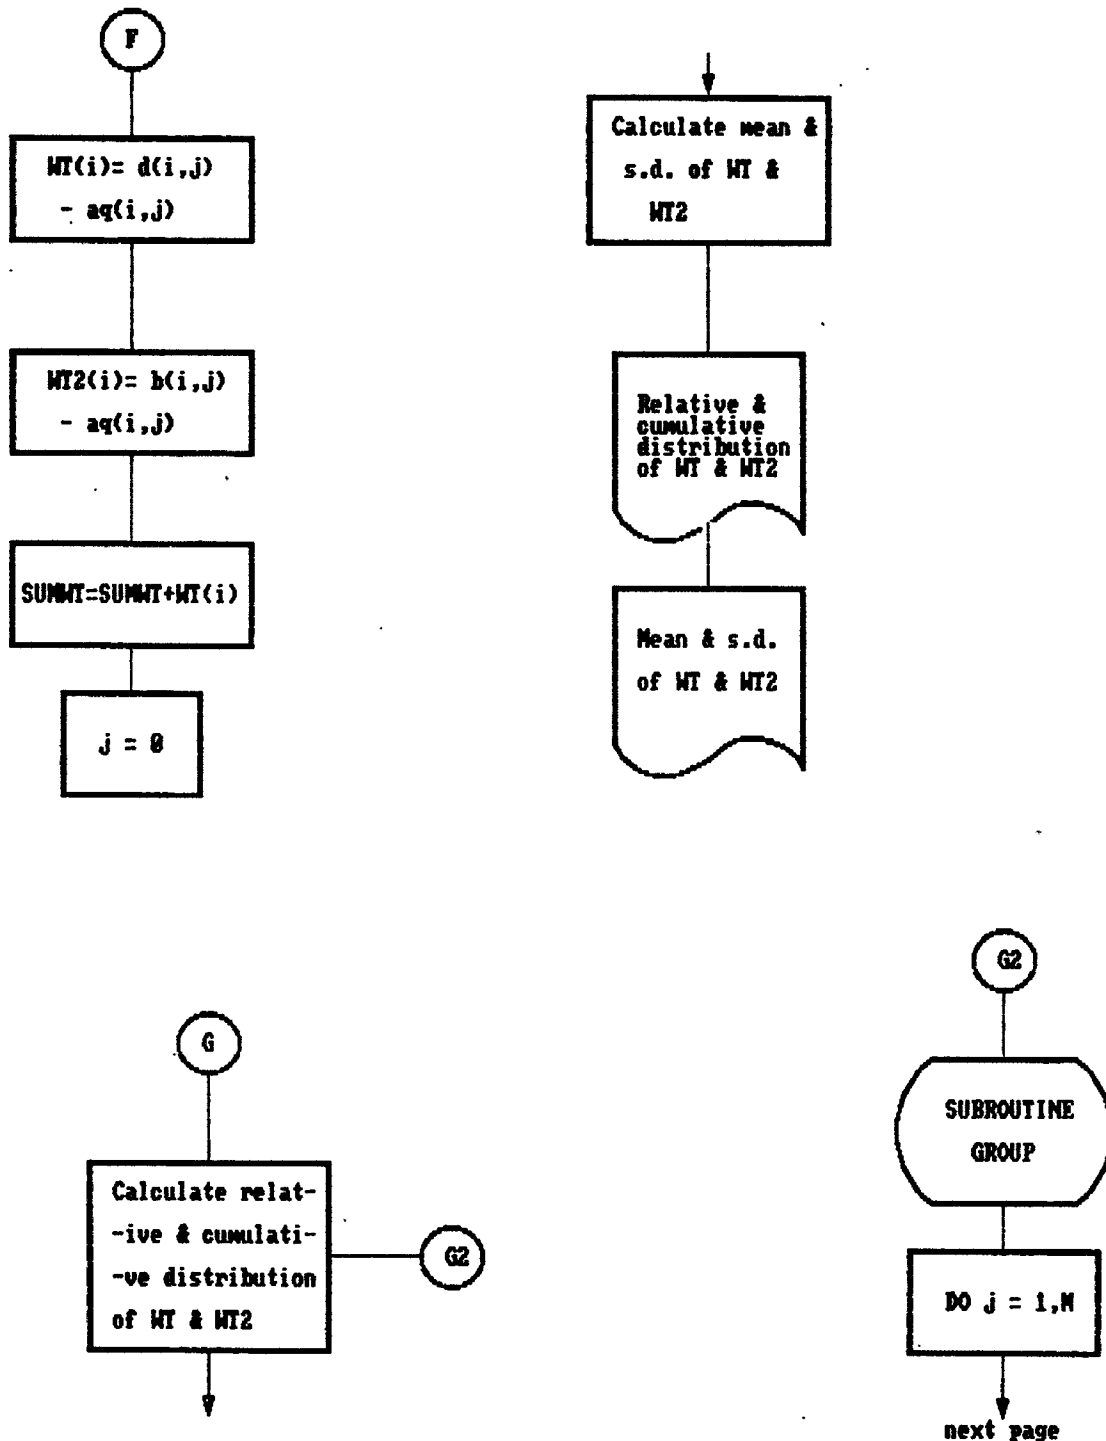 F
WT(i)= d(i,j)
- aq(i,j)
WT2(i)= b(i,j)
- aq(i,j)
SUMWT=SUMWT+WT(i)
j = 0
Calculate mean &
s.d. of WT &
WT2
Relative &
cumulative
distribution
of WT & WT2
Mean & s.d.
of WT & WT2
G
Calculate relat-
-ive & cumulati-
-ve distribution
of WT & WT2
G2
G2
SUBROUTINE
GROUP
DO j = 1,M
next page